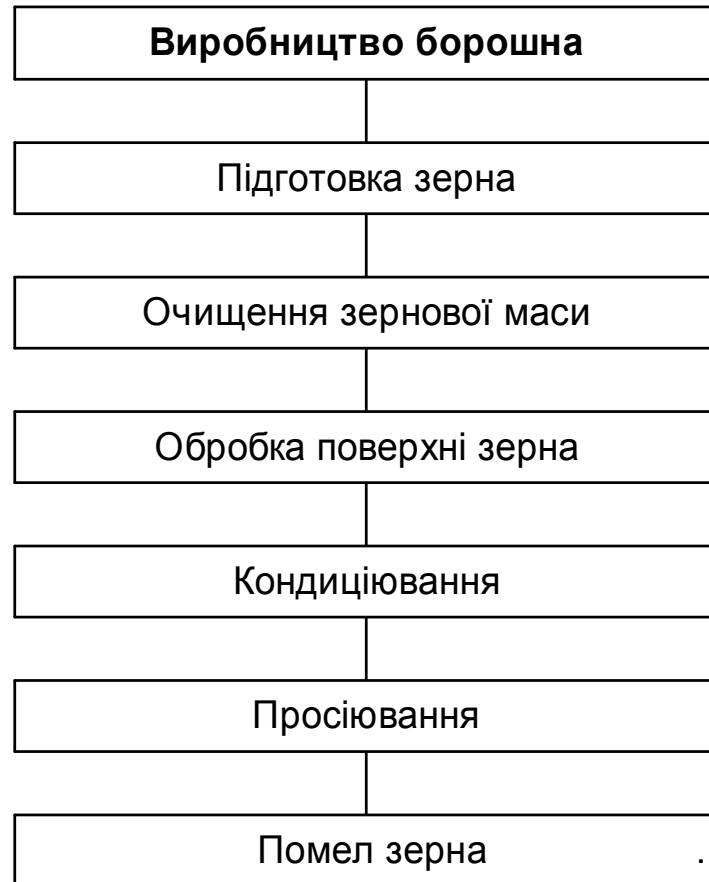 Виробництво борошна
Підготовка зерна
Очищення зернової маси
Обробка поверхні зерна
Кондиціювання
Просіювання
Помел зерна .